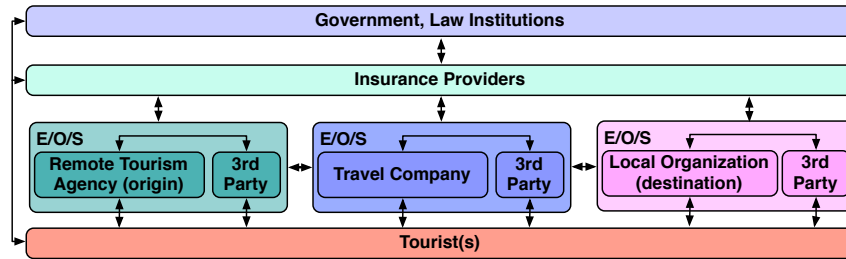 Government, Law Institutions
Insurance Providers
E/O/S
Remote Tourism
Agency (origin)
3rd
Party
E/O/S
Travel Company
3rd
Party
E/O/S
Local Organization
(destination)
3rd
Party
Tourist(s)